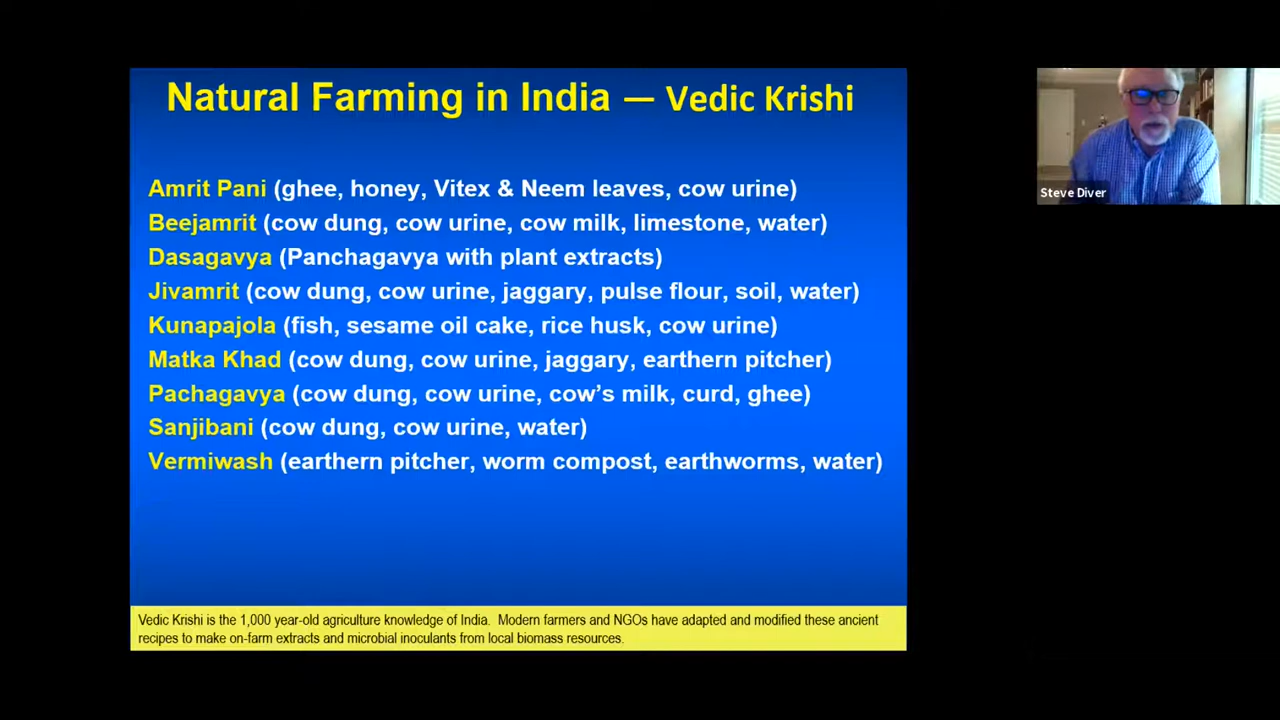 Natural Farming in India — Vedic Krishi
Amrit Pani (ghee, honey, Vitex & Neem leaves, cow urine)
Beejamrit (cow dung, cow urine, cow milk, limestone, water)
Dasagavya (Panchagavya with plant extracts)
Jivamrit (cow dung, cow urine, jaggary, pulse flour, soil, water)
Kunapajola (fish, sesame oil cake, rice husk, cow urine)
Matka Khad (cow dung, cow urine, jaggary, earthern pitcher)
Pachagavya (cow dung, cow urine, cow’s milk, curd, ghee)
Sanjibani (cow dung, cow urine, water)
Vermiwash (earthern pitcher, worm compost, earthworms, water)
Vedic Krishi is the 1,000 year-old agriculture knowledge of India. Modern farmers and NGOs have adapted and modified these ancient
recipes to make on-farm extracts and microbial inoculants from local biomass resources.
Steve Diver